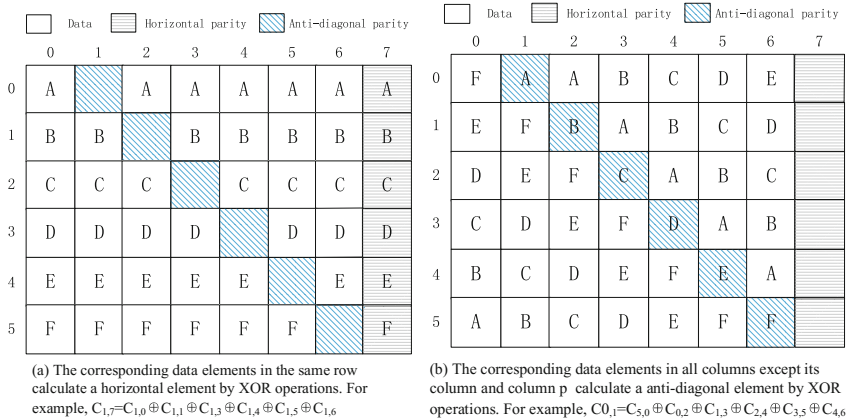 Data Horizontal parity Anti-diagonal parity
0 1 2 3 4 5 6 7
0 A A A A A A A
1 B B B B B B B
2 C C C C C C C
3 D D D D D D D
4 E E E E E E E
5 F F F F F F F
(a) The corresponding data elements in the same row
calculate a horizontal element by XOR operations. For
example, C1,7=C1,0⊕C1,1⊕C1,3⊕C1,4⊕C1,5⊕C1,6
Data Horizontal parity Anti-diagonal parity
0 1 2 3 4 5 6 7
0 F A A B C D E
1 E F B A B C D
2 D E F C A B C
3 C D E F D A B
4 B C D E F E A
5 A B C D E F F
(b) The corresponding data elements in all columns except its
column and column p calculate a anti-diagonal element by XOR
operations. For example, C0,1=C5,0⊕C0,2⊕C1,3⊕C2,4⊕C3,5⊕C4,6